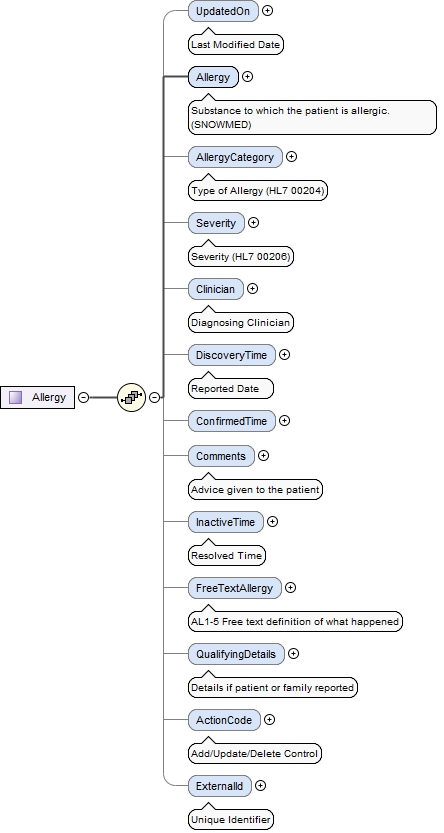 UpdatedOn
Last Modified Date
Allergy
Substance to which the patient is allergic.
(SNOWMED)
AllergyCategory
Type of Allergy (HL7 00204)
Severity
Severity (HL7 00206)
Clinician
Diagnosing Clinician
DiscoveryTime
Reported Date
Allergy
ConfirmedTime
Comments
Advice given to the patient
InactiveTime
Resolved Time
FreeTextAllergy
AL1-5 Free text definition of what happened
QualifyingDetails
Details if patient or family reported
ActionCode
Add/Update/Delete Control
ExternalId
Unique Identifier